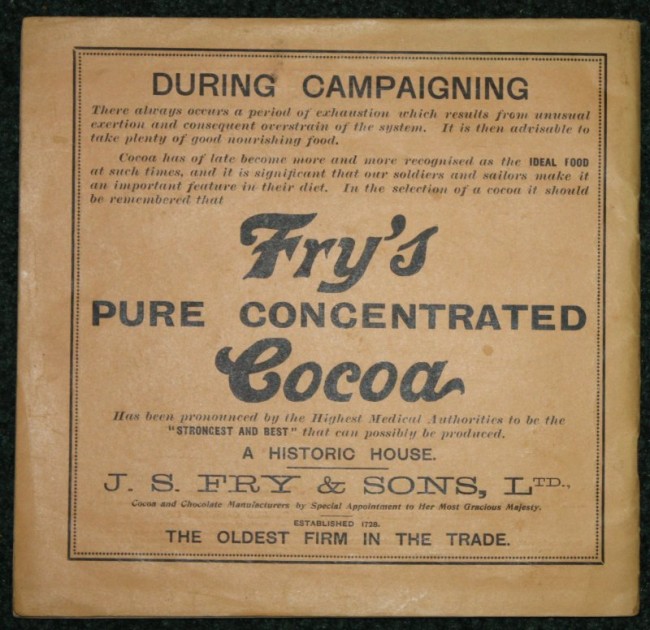 DURING CAMPAIGNING
There always occurs a period of exhaustion which results from unusual
exertion and consequent overstrain of the system. It is then advisable to
take plenty of good nourishing food.
Cocoa has of late become more and more recognised as the IDEAL FOOD
at such times, and it is significant that our soldiers and sailors make it
an important feature in their diet. In the selection of a cocoa it should
be remembered that
Fry's
PURE CONCENTRATED
Cocoa
Has been pronounced by the Highest Medical Authorities to be the
"STRONGEST AND BEST" that can possibly be produced.
A HISTORIC HOUSE.
J. S. FRY & SONS, LTD.,
Cocoa and Chocolate Manufacturers by Special Appointment to Her Most Gracious Majesty.
ESTABLISHED 1728.
THE OLDEST FIRM IN THE TRADE.